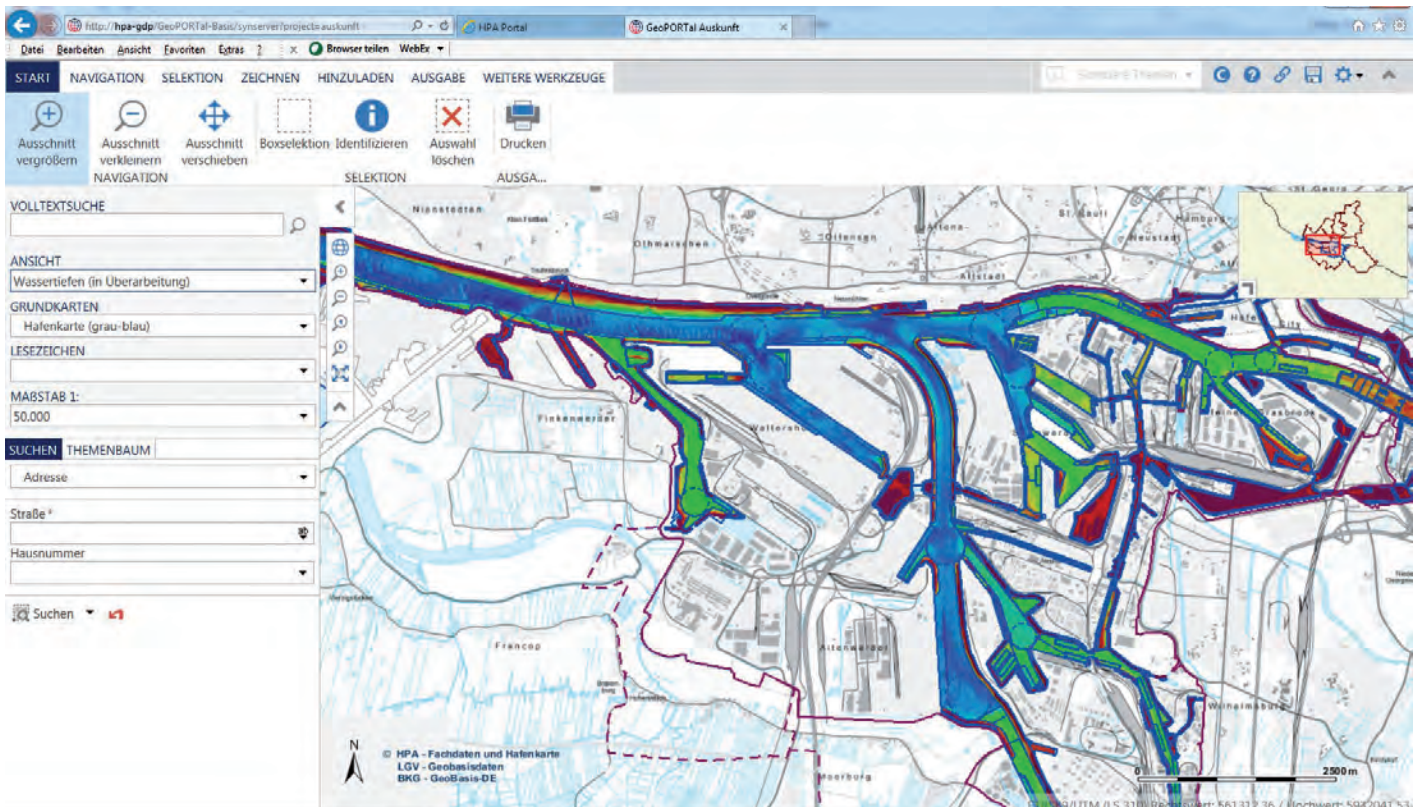 http://hpa-gdp/GeoPORTal-Basis/synserver?project=auskunft
HPA Portal
GeoPORTal Auskunft
Datei Bearbeiten Ansicht Favoriten Extras ?
x Browser teilen WebEx
START NAVIGATION SELEKTION ZEICHNEN HINZULADEN AUSGABE WEITERE WERKZEUGE
Ausschnitt vergrößern
Ausschnitt verkleinern
Ausschnitt verschieben
Boxselektion
Identifizieren
Auswahl löschen
Drucken
NAVIGATION
SELEKTION
AUSGA...
VOLLTEXTSUCHE
ANSICHT
Wassertiefen (in Überarbeitung)
GRUNDKARTEN
Hafenkarte (grau-blau)
LESEZEICHEN
MAßSTAB 1:
50.000
SUCHEN THEMENBAUM
Adresse
Straße *
Hausnummer
Suchen
Nienstedten
Othmarschen
Ottensen
Altona-
Altstadt
St. Pauli
Neustadt
Hamburg-
St. Georg
City
Finkenwerder
Francop
Altenwerder
Moorburg
Wilhelmsburg
N
© HPA - Fachdaten und Hafenkarte
LGV - Geobasisdaten
BKG - GeoBasis-DE
0
2500 m